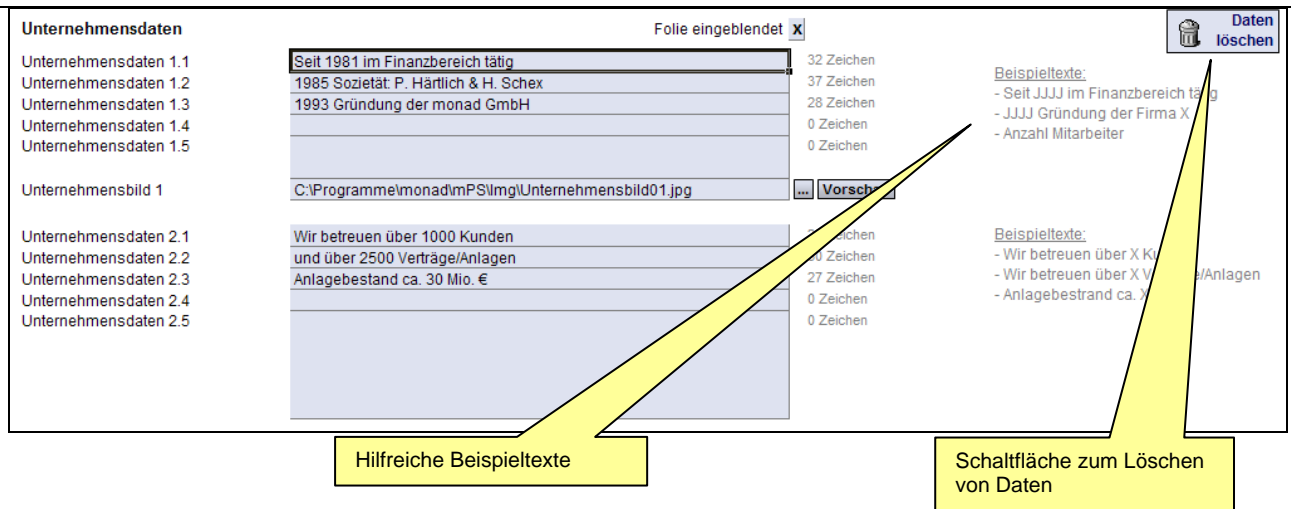 Unternehmensdaten Folie eingeblendet x Daten
löschen
Unternehmensdaten 1.1 Seit 1981 im Finanzbereich tätig 32 Zeichen
Beispieltexte:
Unternehmensdaten 1.2 1985 Sozietät: P. Härtlich & H. Schex 37 Zeichen
- Seit JJJJ im Finanzbereich tätig
Unternehmensdaten 1.3 1993 Gründung der monad GmbH 28 Zeichen
- JJJJ Gründung der Firma X
Unternehmensdaten 1.4 0 Zeichen
- Anzahl Mitarbeiter
Unternehmensdaten 1.5 0 Zeichen
Unternehmensbild 1 C:\Programme\monad\mPS\Img\Unternehmensbild01.jpg ... Vorschau
Unternehmensdaten 2.1 Wir betreuen über 1000 Kunden Zeichen Beispieltexte:
Unternehmensdaten 2.2 und über 2500 Verträge/Anlagen Zeichen - Wir betreuen über X
Unternehmensdaten 2.3 Anlagebestand ca. 30 Mio. € 27 Zeichen - Wir betreuen über X Verträge/Anlagen
Unternehmensdaten 2.4 0 Zeichen - Anlagebestrand ca. X
Unternehmensdaten 2.5 0 Zeichen
Hilfreiche Beispieltexte
Schaltfläche zum Löschen
von Daten